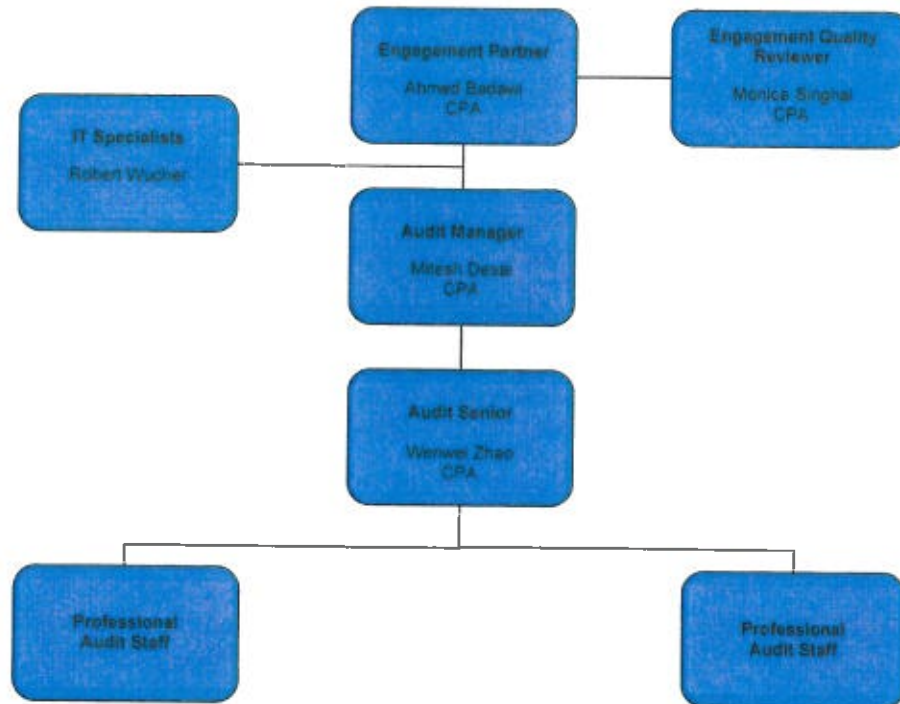 Engagement Partner
Ahmed Badawi
CPA
Engagement Quality
Reviewer
Monica Singhal
CPA
IT Specialists
Robert Wucher
Audit Manager
Mitesh Desai
CPA
Audit Senior
Wenwei Zhao
CPA
Professional
Audit Staff
Professional
Audit Staff